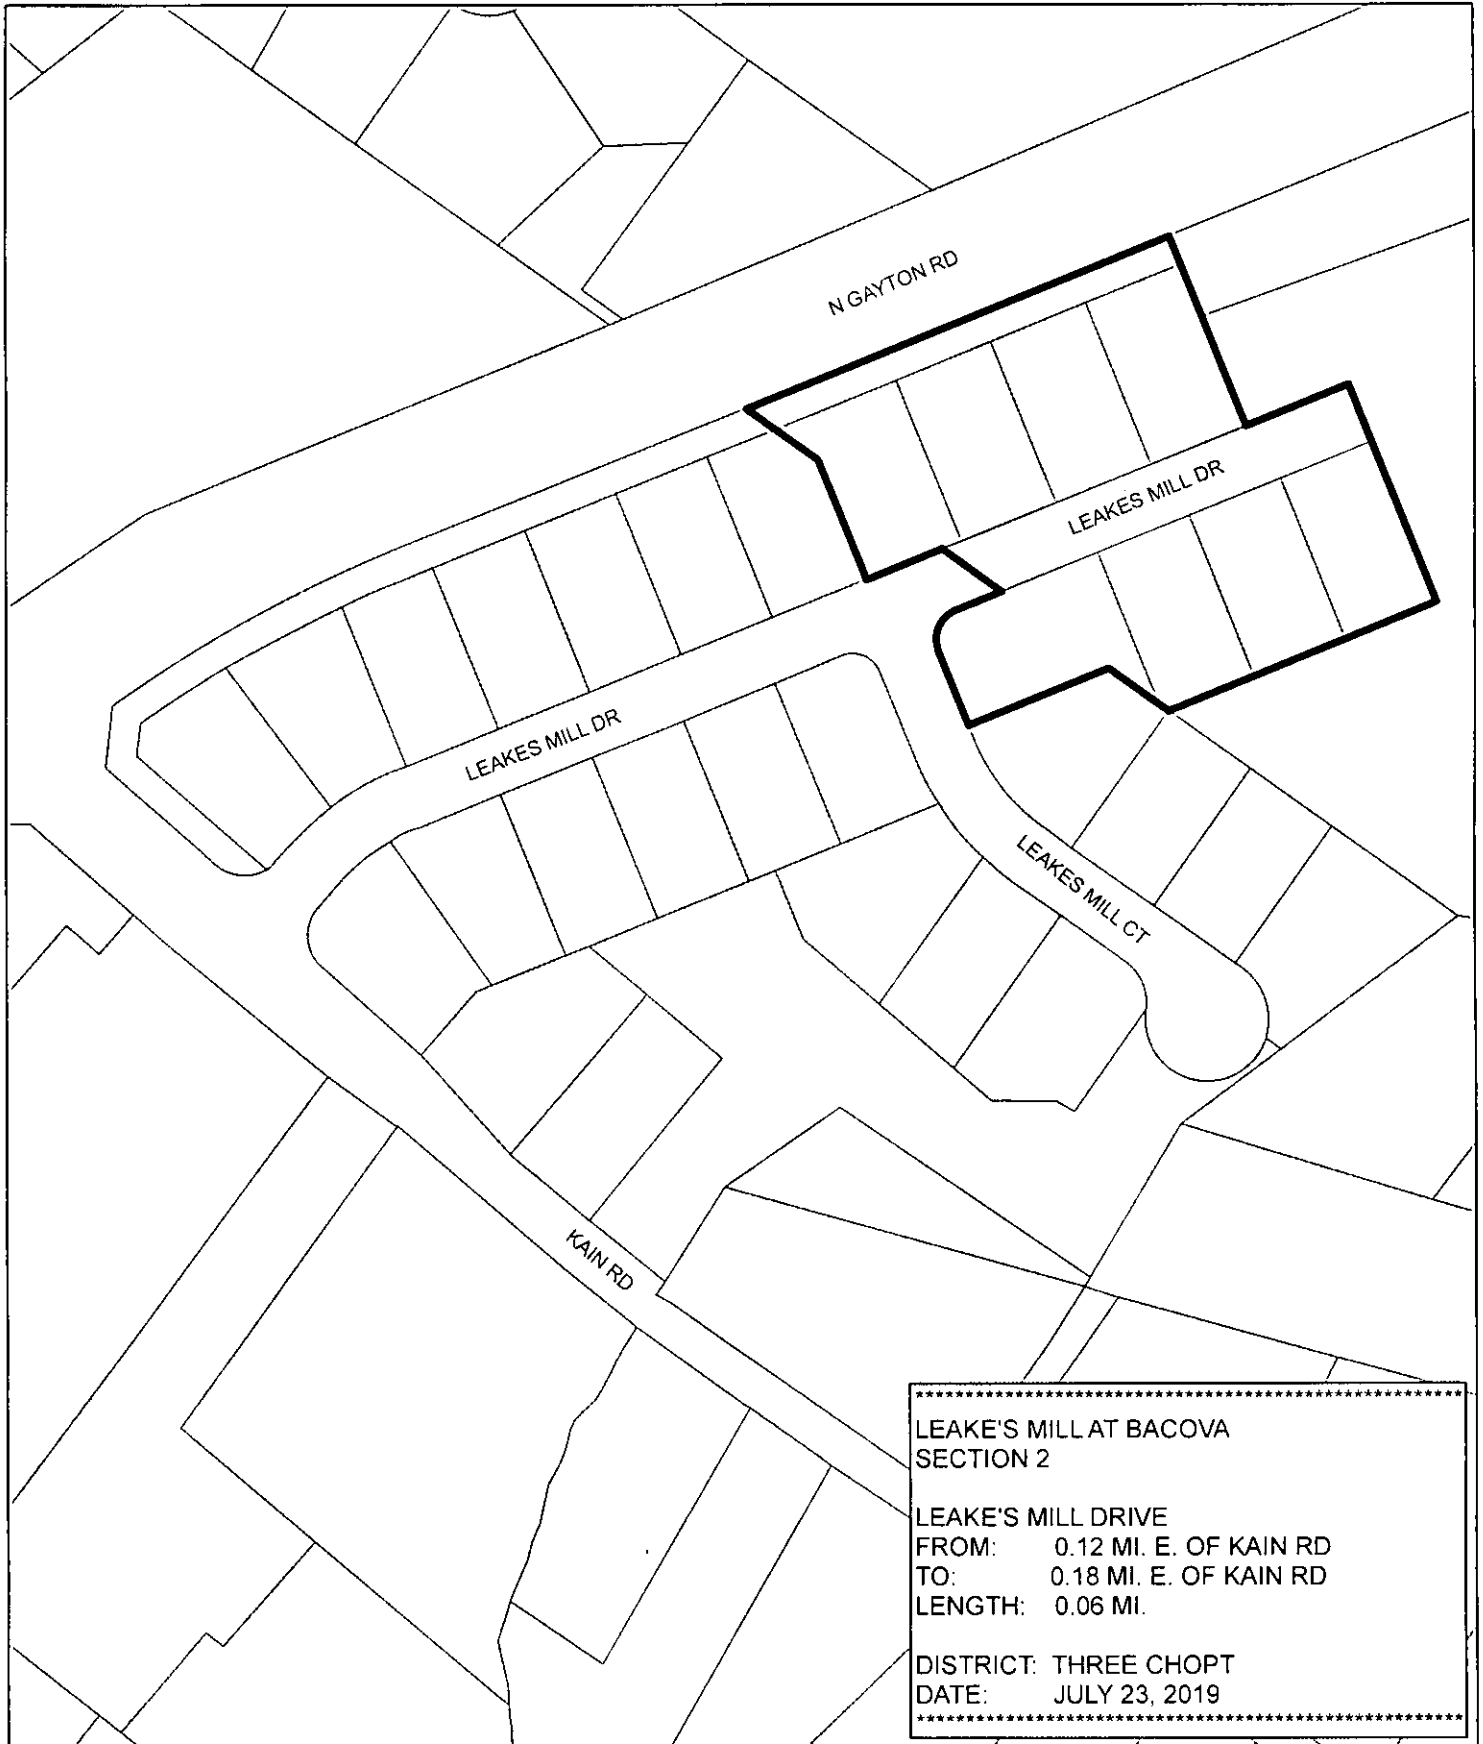 N GAYTON RD
LEAKES MILL DR
LEAKES MILL DR
LEAKES MILL CT
KAIN RD
************************************************************
LEAKE'S MILL AT BACOVA
SECTION 2
LEAKE'S MILL DRIVE
FROM: 0.12 MI. E. OF KAIN RD
TO: 0.18 MI. E. OF KAIN RD
LENGTH: 0.06 MI.
DISTRICT: THREE CHOPT
DATE: JULY 23, 2019
************************************************************